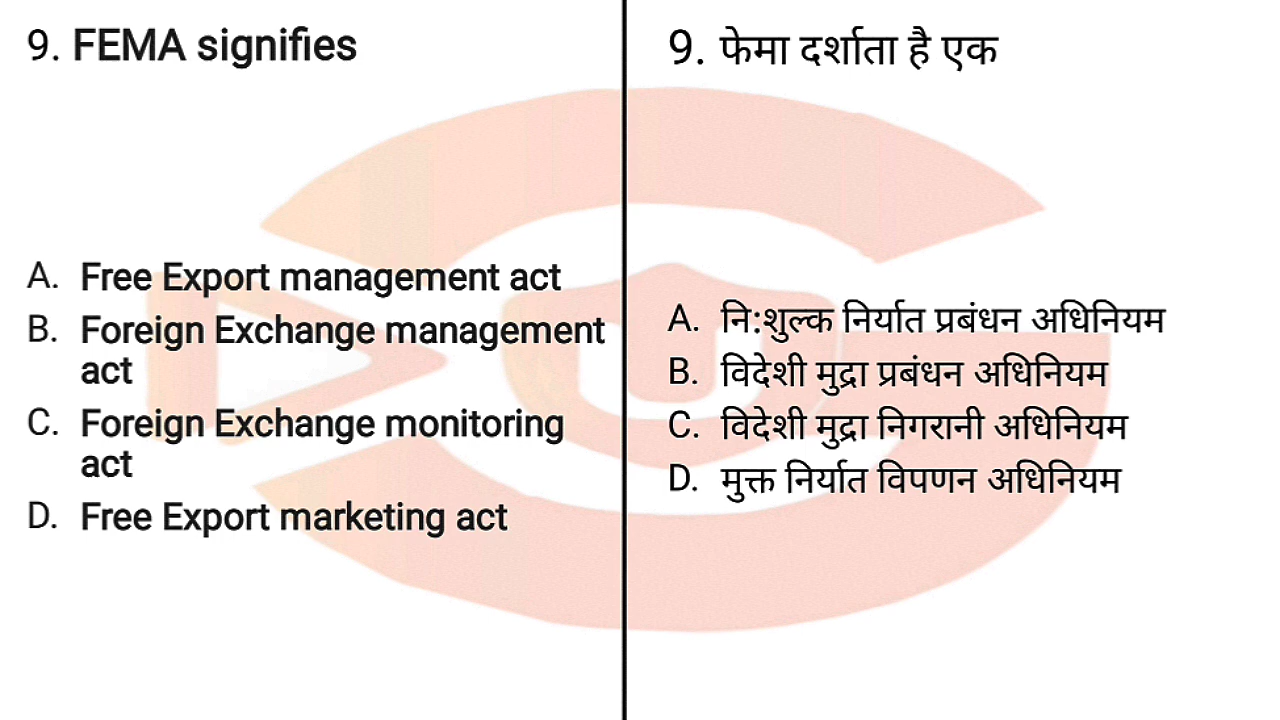 9. FEMA signifies
A. Free Export management act
B. Foreign Exchange management
act
C. Foreign Exchange monitoring
act
D. Free Export marketing act
9. फेमा दर्शाता है एक
A. नि:शुल्क निर्यात प्रबंधन अधिनियम
B. विदेशी मुद्रा प्रबंधन अधिनियम
C. विदेशी मुद्रा निगरानी अधिनियम
D. मुक्त निर्यात विपणन अधिनियम